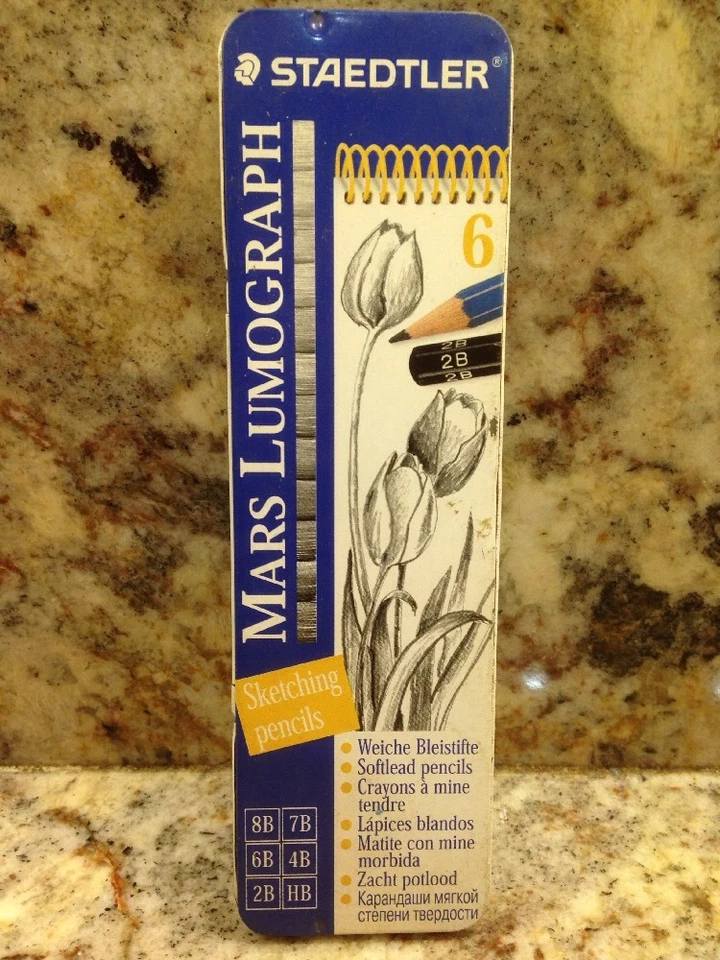 STAEDTLER®
MARS LUMOGRAPH
6
2B
2B
2B
Sketching
pencils
Weiche Bleistifte
Softlead pencils
Crayons à mine
tendre
Lápices blandos
Matite con mine
morbida
Zacht potlood
Карандаши мягкой
степени твердости
8B 7B
6B 4B
2B HB